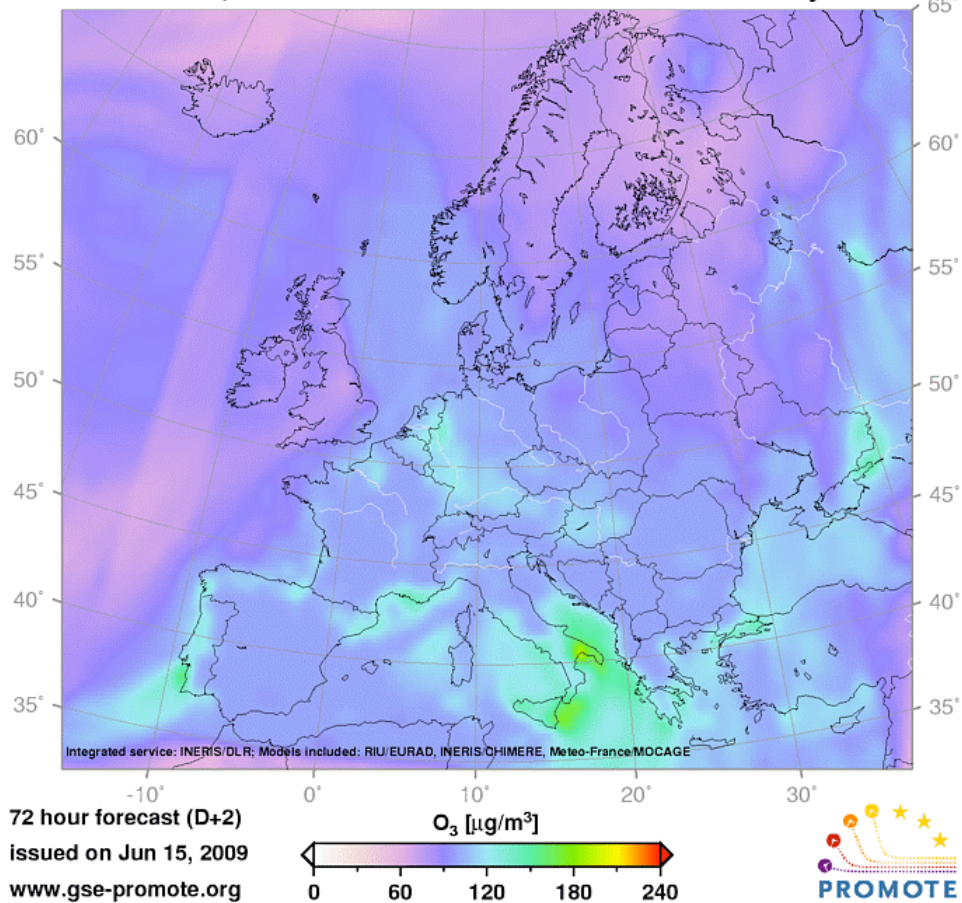 65˚
60˚ 60˚
55˚ 55˚
50˚ 50˚
45˚ 45˚
40˚ 40˚
35˚ 35˚
Integrated service: INERIS/DLR; Models included: RIU/EURAD, INERIS/CHIMERE, Meteo-France/MOCAGE
-10˚ 0˚ 10˚ 20˚ 30˚
72 hour forecast (D+2)
issued on Jun 15, 2009
www.gse-promote.org
O₃ [µg/m³]
0 60 120 180 240
PROMOTE